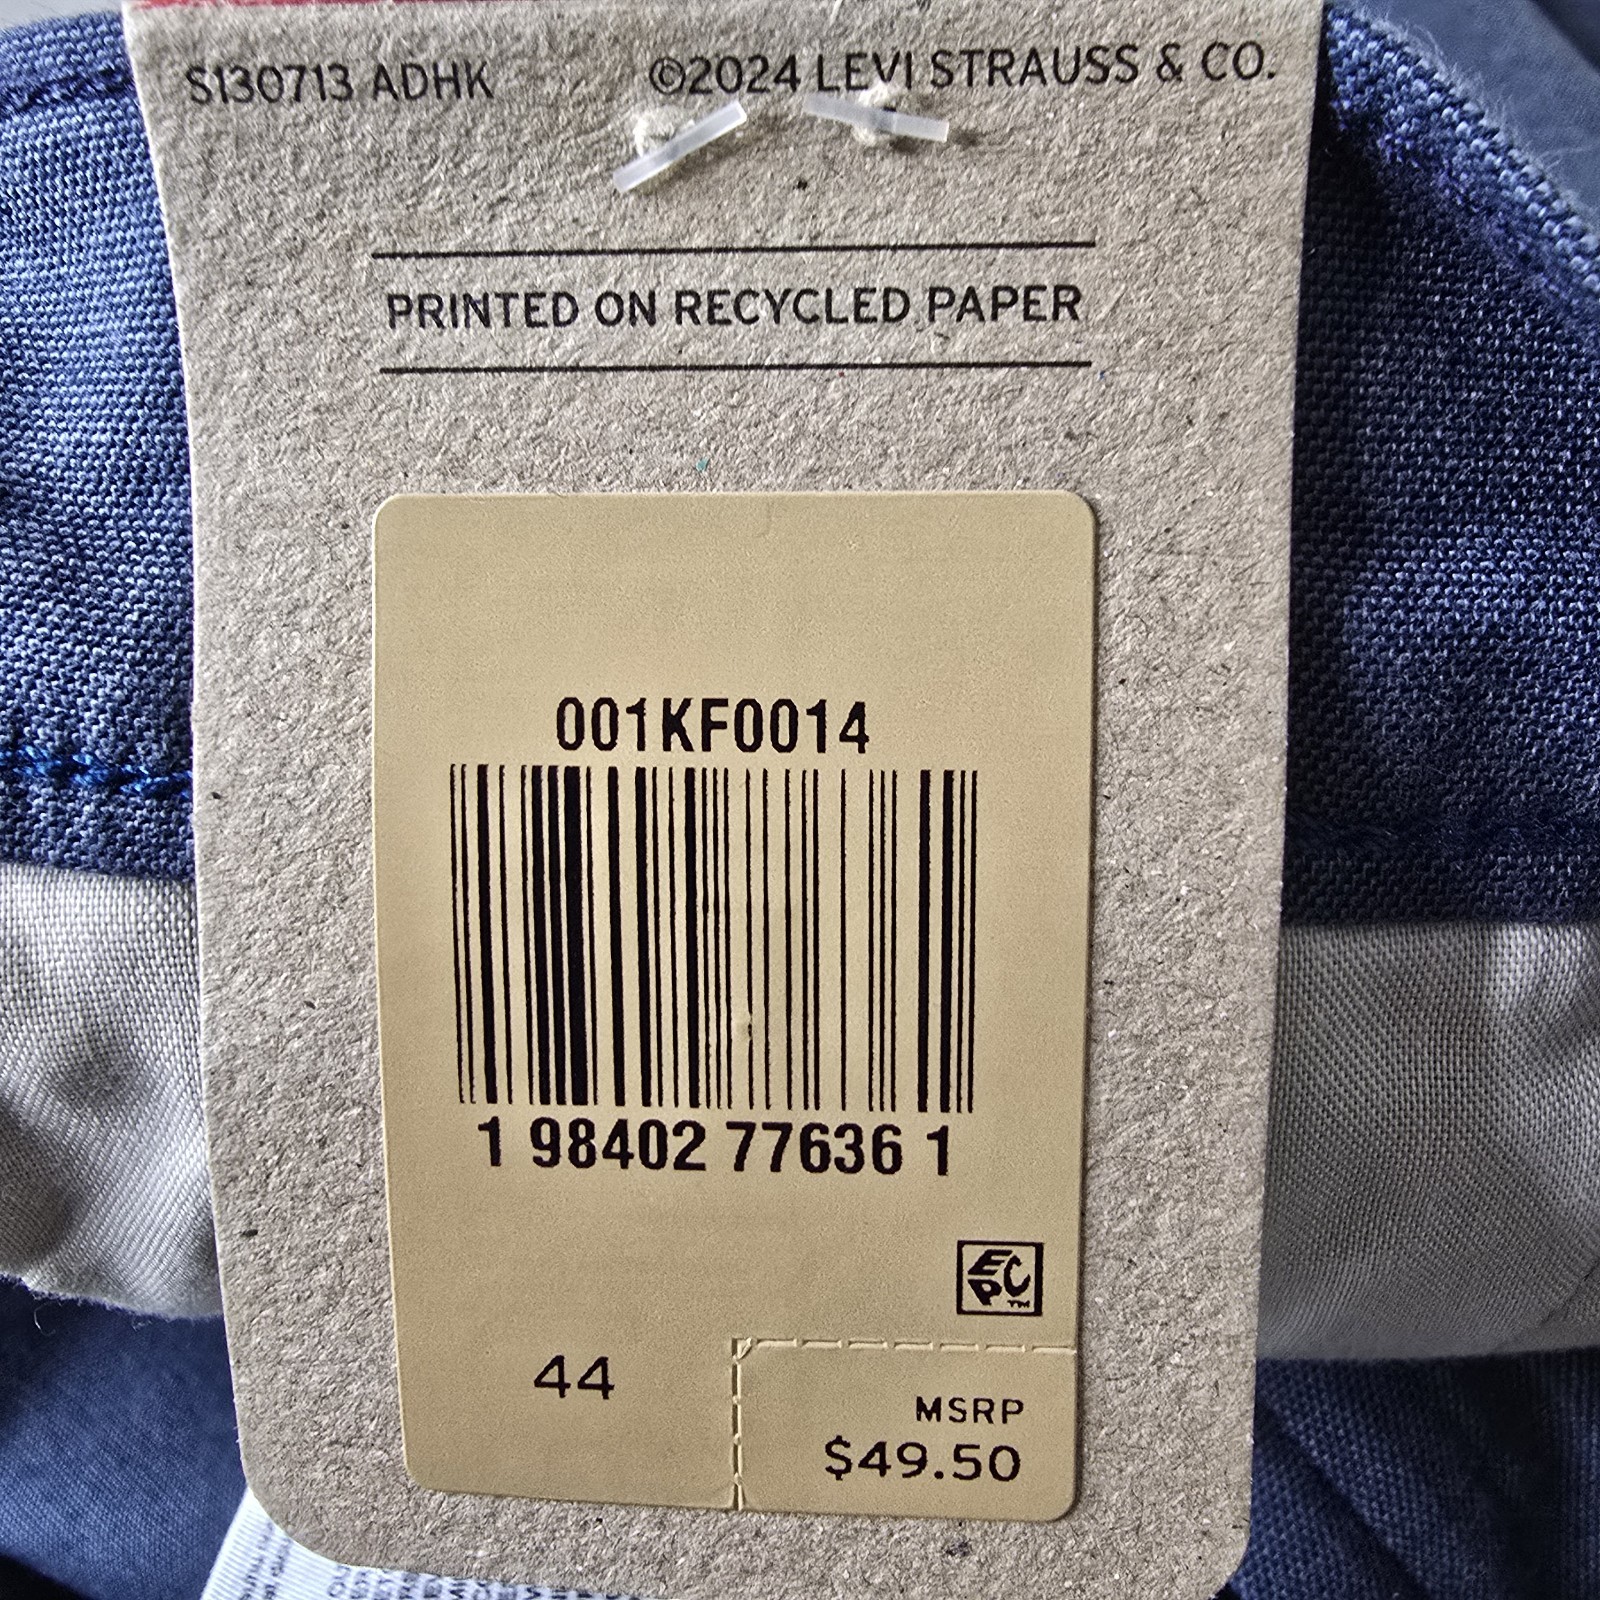 S130713 ADHK ©2024 LEVI STRAUSS & CO.
PRINTED ON RECYCLED PAPER
001KF0014
1 98402 77636 1
EPC™
44
MSRP
$49.50